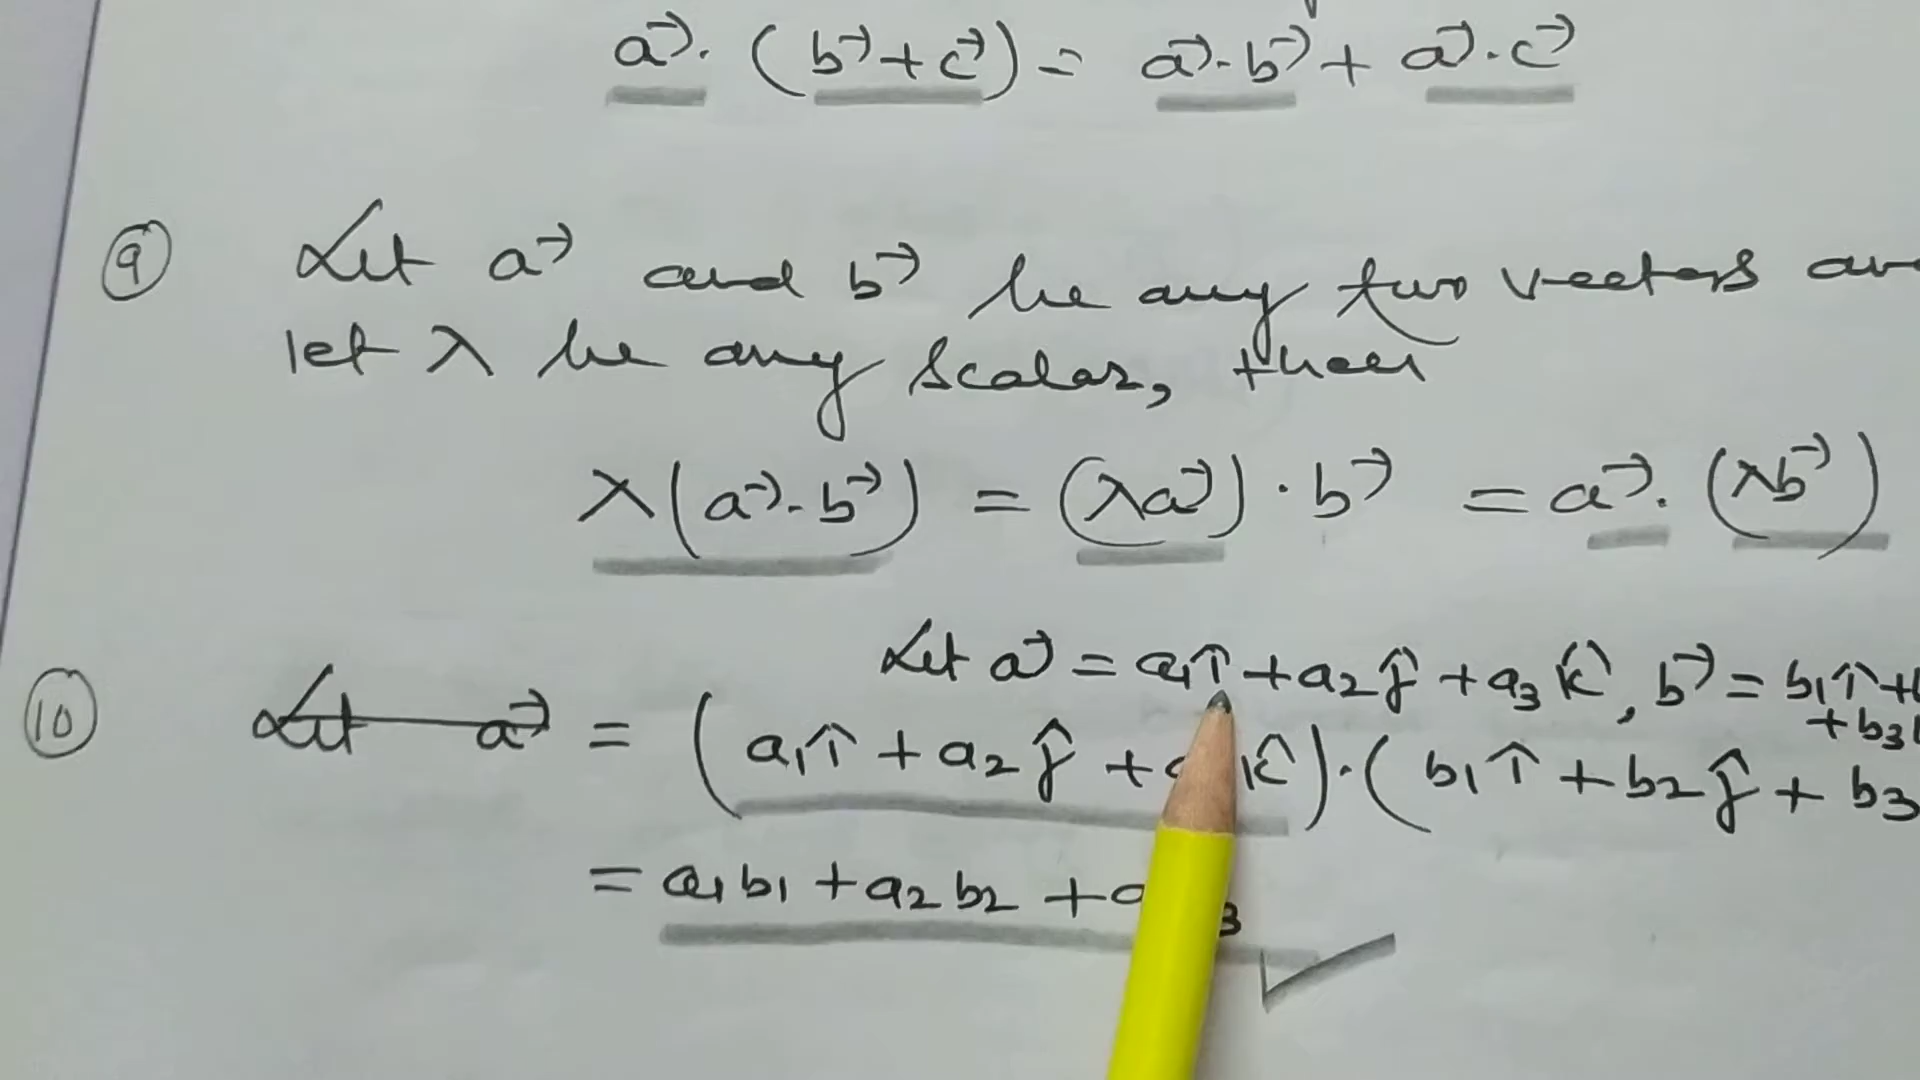 a⃗ · (b⃗ + c⃗) = a⃗ · b⃗ + a⃗ · c⃗
⑨ Let a⃗ and b⃗ be any two vectors
let λ be any scalar, then
λ(a⃗ · b⃗) = (λa⃗) · b⃗ = a⃗ · (λb⃗)
Let a⃗ = a₁î + a₂ĵ + a₃k̂, b⃗ = b₁î +
+ b₃
⑩ Let a⃗ = (a₁î + a₂ĵ + k̂) · (b₁î + b₂ĵ + b₃
= a₁b₁ + a₂b₂ + ₃